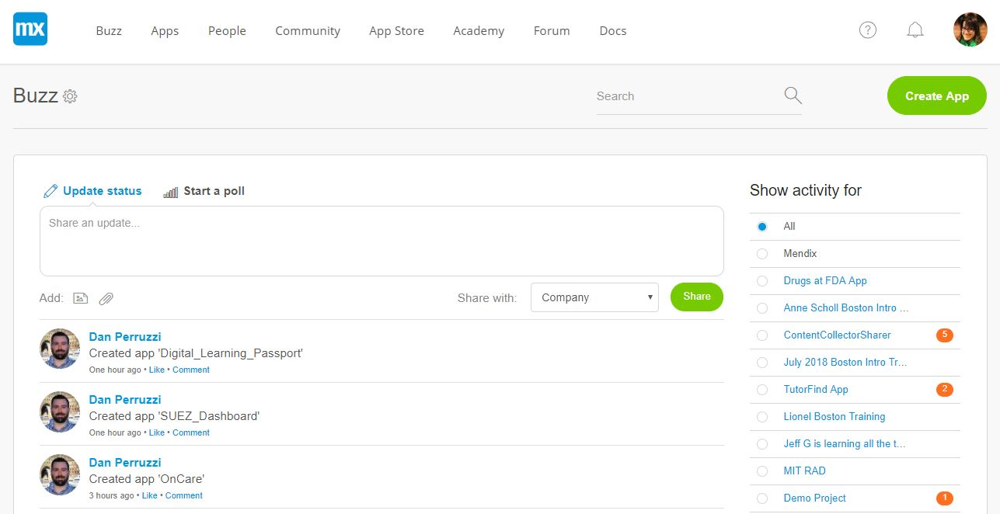 mx
Buzz Apps People Community App Store Academy Forum Docs
?
Buzz
Search
Create App
Update status Start a poll
Share an update...
Add:
Share with: Company Share
Dan Perruzzi
Created app 'Digital_Learning_Passport'
One hour ago • Like • Comment
Dan Perruzzi
Created app 'SUEZ_Dashboard'
One hour ago • Like • Comment
Dan Perruzzi
Created app 'OnCare'
3 hours ago • Like • Comment
Show activity for
All
Mendix
Drugs at FDA App
Anne Scholl Boston Intro ...
ContentCollectorSharer 5
July 2018 Boston Intro Tr...
TutorFind App 2
Lionel Boston Training
Jeff G is learning all the t...
MIT RAD
Demo Project 1